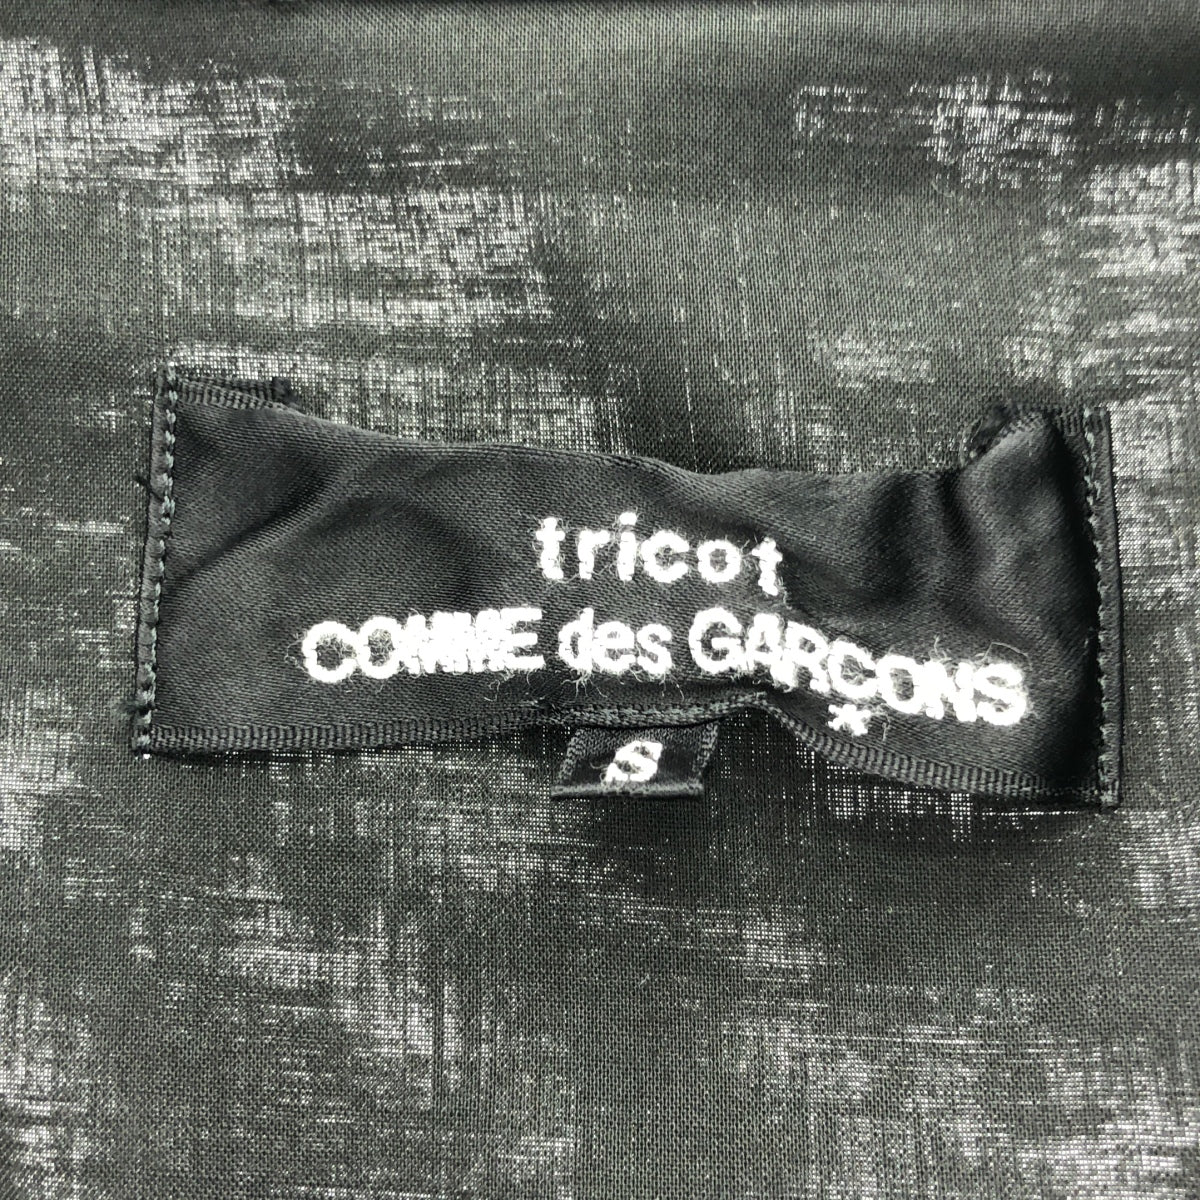 tricot
COMME des GARCONS
*
S